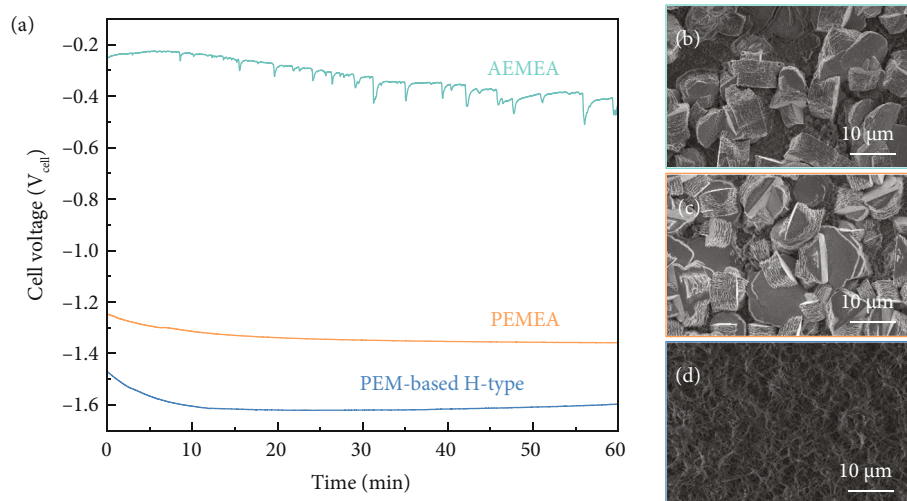 (a)
−0.2
−0.4
−0.6
−0.8
−1.0
−1.2
−1.4
−1.6
Cell voltage (Vcell)
AEMEA
PEMEA
PEM-based H-type
0
10
20
30
40
50
60
Time (min)
(b)
10 μm
(c)
10 μm
(d)
10 μm